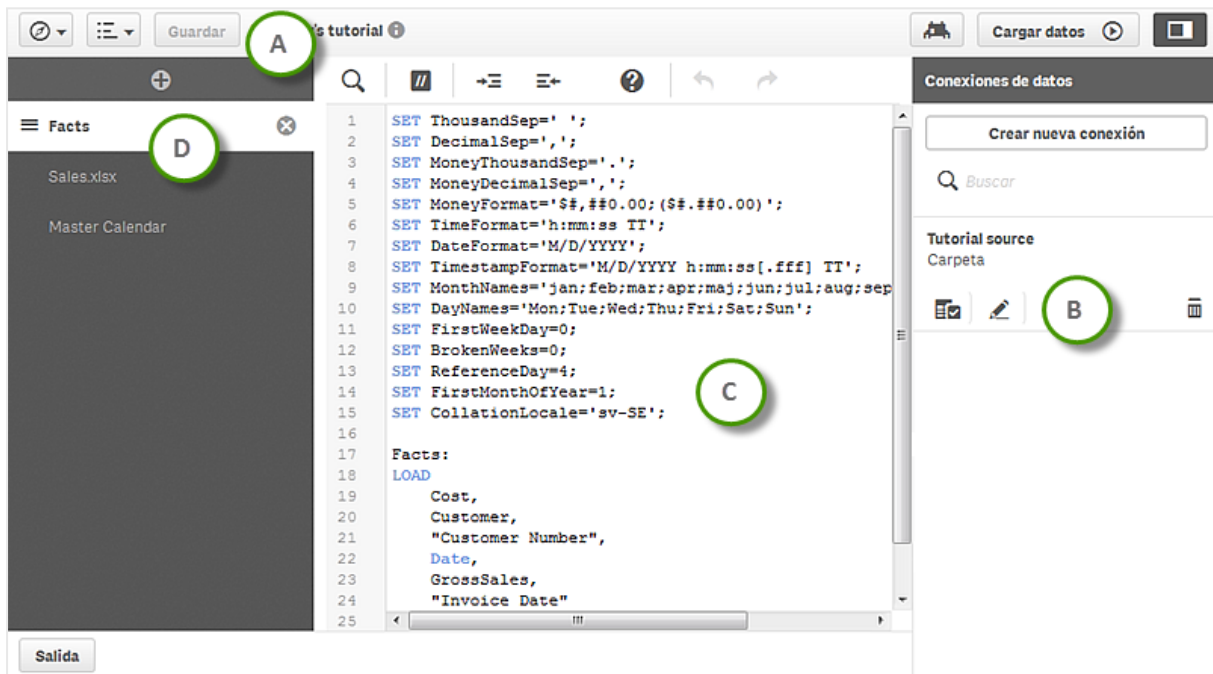 Guardar
A
's tutorial
Cargar datos
Facts
D
Sales.xlsx
Master Calendar
//
?
1 SET ThousandSep=' ';
2 SET DecimalSep=',';
3 SET MoneyThousandSep='.';
4 SET MoneyDecimalSep=',';
5 SET MoneyFormat='$#,##0.00;($#.##0.00)';
6 SET TimeFormat='h:mm:ss TT';
7 SET DateFormat='M/D/YYYY';
8 SET TimestampFormat='M/D/YYYY h:mm:ss[.fff] TT';
9 SET MonthNames='jan;feb;mar;apr;maj;jun;jul;aug;sep
10 SET DayNames='Mon;Tue;Wed;Thu;Fri;Sat;Sun';
11 SET FirstWeekDay=0;
12 SET BrokenWeeks=0;
13 SET ReferenceDay=4;
14 SET FirstMonthOfYear=1;
15 SET CollationLocale='sv-SE';
16
17 Facts:
18 LOAD
19 Cost,
20 Customer,
21 "Customer Number",
22 Date,
23 GrossSales,
24 "Invoice Date"
25
C
Conexiones de datos
Crear nueva conexión
Buscar
Tutorial source
Carpeta
B
Salida